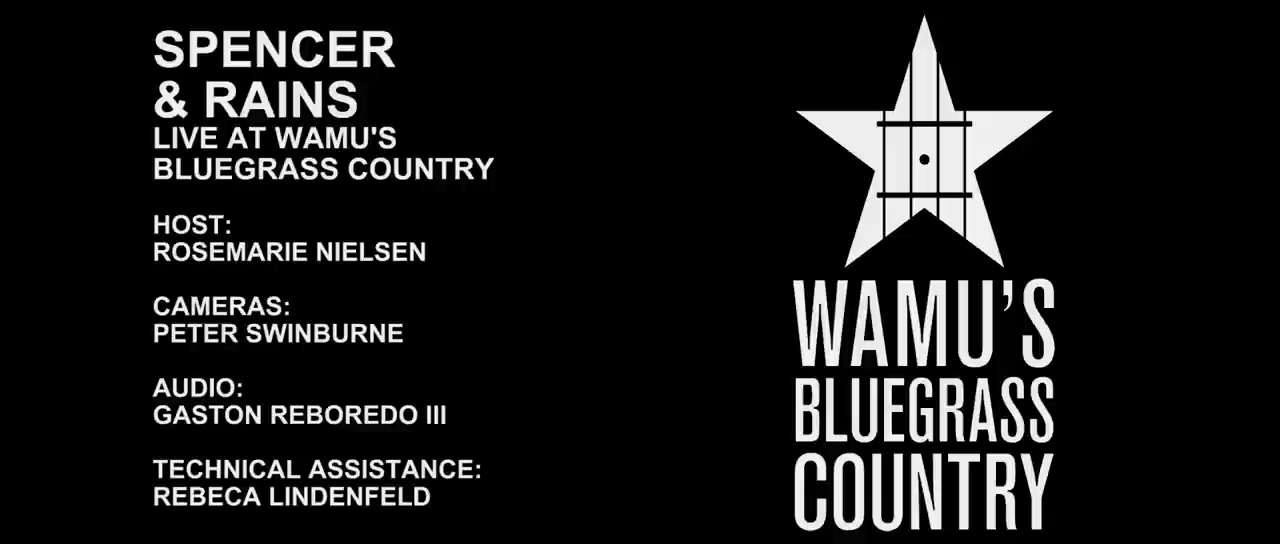 SPENCER
& RAINS
LIVE AT WAMU'S
BLUEGRASS COUNTRY
HOST:
ROSEMARIE NIELSEN
CAMERAS:
PETER SWINBURNE
AUDIO:
GASTON REBOREDO III
TECHNICAL ASSISTANCE:
REBECA LINDENFELD
WAMU'S
BLUEGRASS
COUNTRY